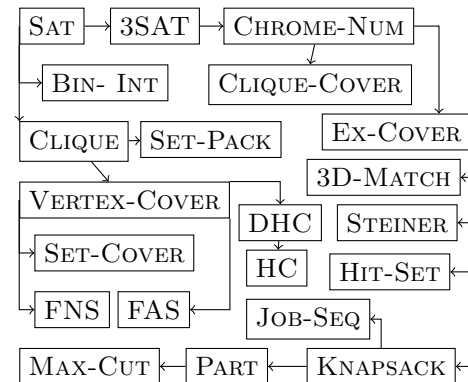 SAT 3SAT CHROME-NUM
BIN- INT CLIQUE-COVER
CLIQUE SET-PACK EX-COVER
3D-MATCH
VERTEX-COVER DHC STEINER
SET-COVER HC HIT-SET
FNS FAS JOB-SEQ
MAX-CUT PART KNAPSACK